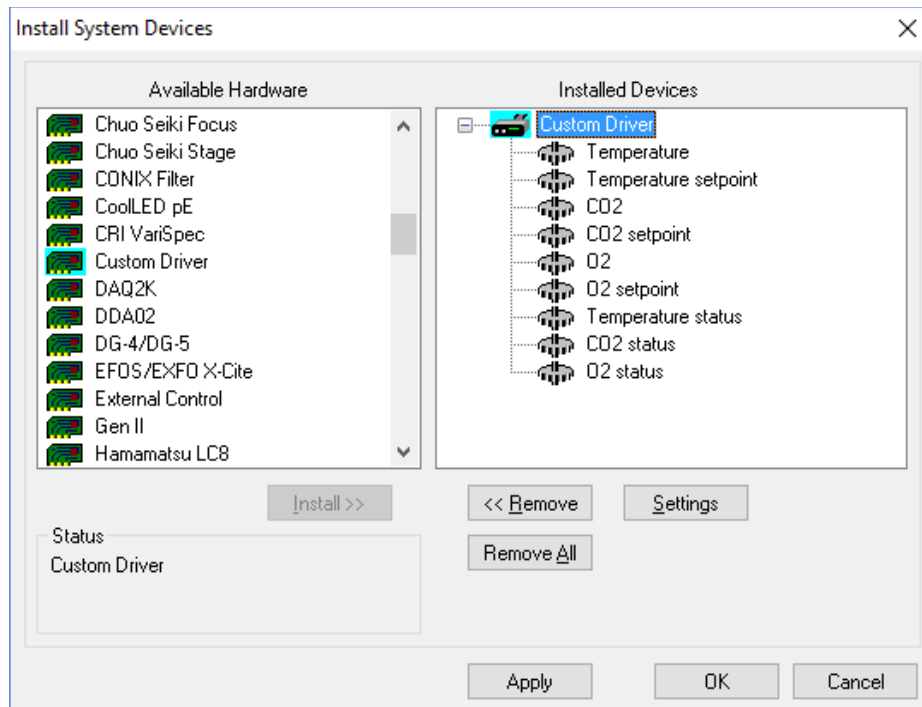 Install System Devices
Available Hardware
Chuo Seiki Focus
Chuo Seiki Stage
CONIX Filter
CoolLED pE
CRI VariSpec
Custom Driver
DAQ2K
DDA02
DG-4/DG-5
EFOS/EXFO X-Cite
External Control
Gen II
Hamamatsu LC8
Install >>
Status
Custom Driver
Installed Devices
Custom Driver
Temperature
Temperature setpoint
CO2
CO2 setpoint
O2
O2 setpoint
Temperature status
CO2 status
O2 status
<< Remove
Settings
Remove All
Apply
OK
Cancel